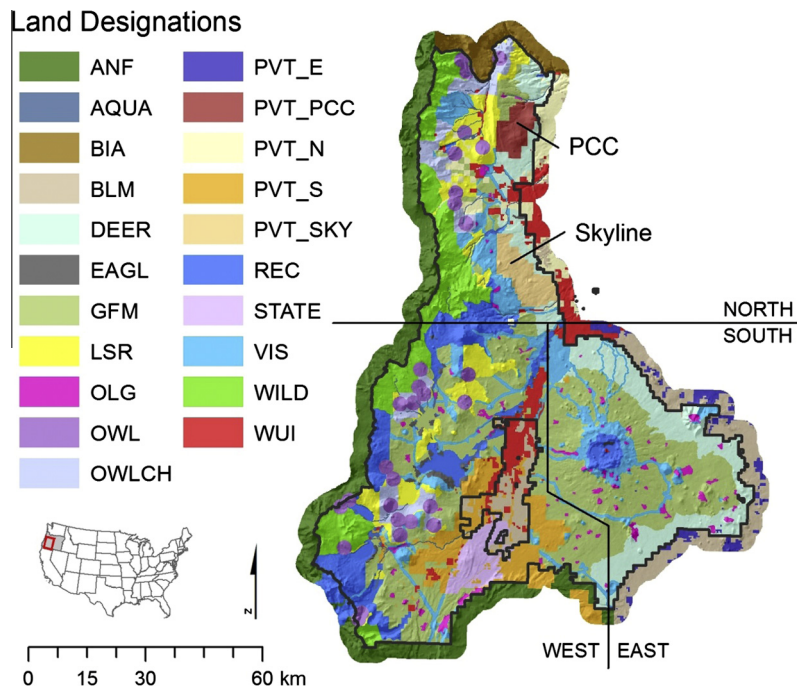 Land Designations
ANF
AQUA
BIA
BLM
DEER
EAGL
GFM
LSR
OLG
OWL
OWLCH
PVT_E
PVT_PCC
PVT_N
PVT_S
PVT_SKY
REC
STATE
VIS
WILD
WUI
PCC
Skyline
NORTH
SOUTH
WEST EAST
N
0 15 30 60 km